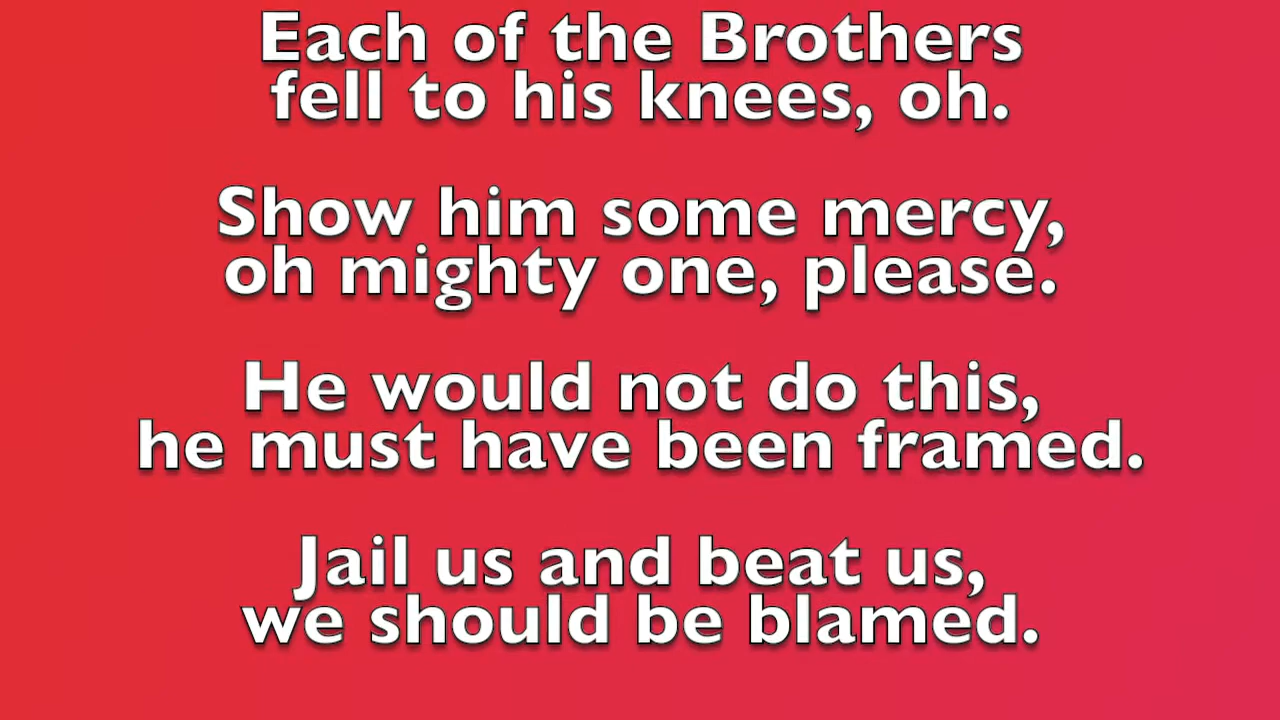 Each of the Brothers
fell to his knees, oh.
Show him some mercy,
oh mighty one, please.
He would not do this,
he must have been framed.
Jail us and beat us,
we should be blamed.